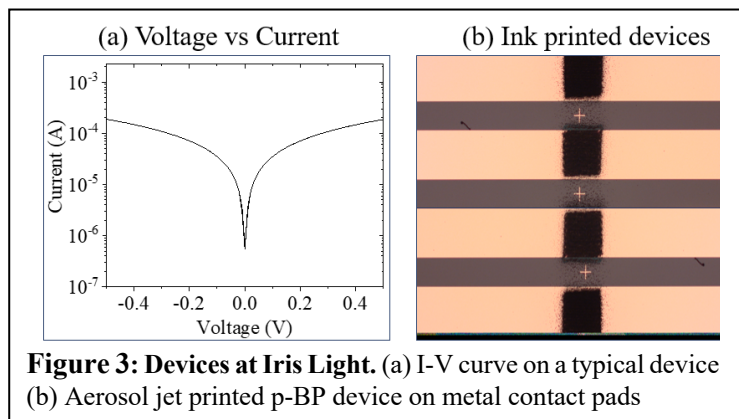 (a) Voltage vs Current
(b) Ink printed devices
10-3
10-4
10-5
10-6
10-7
Current (A)
-0.4 -0.2 0.0 0.2 0.4
Voltage (V)
Figure 3: Devices at Iris Light. (a) I-V curve on a typical device
(b) Aerosol jet printed p-BP device on metal contact pads